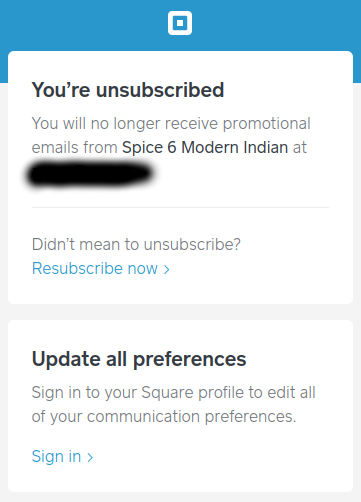 You're unsubscribed
You will no longer receive promotional
emails from Spice 6 Modern Indian at
Didn't mean to unsubscribe?
Resubscribe now >
Update all preferences
Sign in to your Square profile to edit all
of your communication preferences.
Sign in >